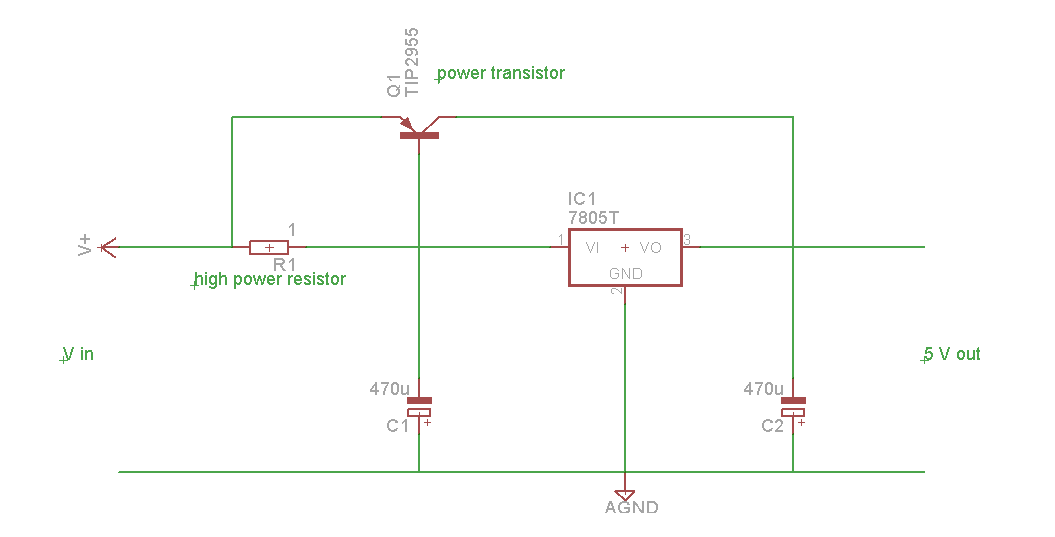 Q1
TIP2955
power transistor
IC1
7805T
1
V+
1
VI
VO
3
R1
GND
high power resistor
2
V in
5 V out
470u
470u
C1
C2
AGND